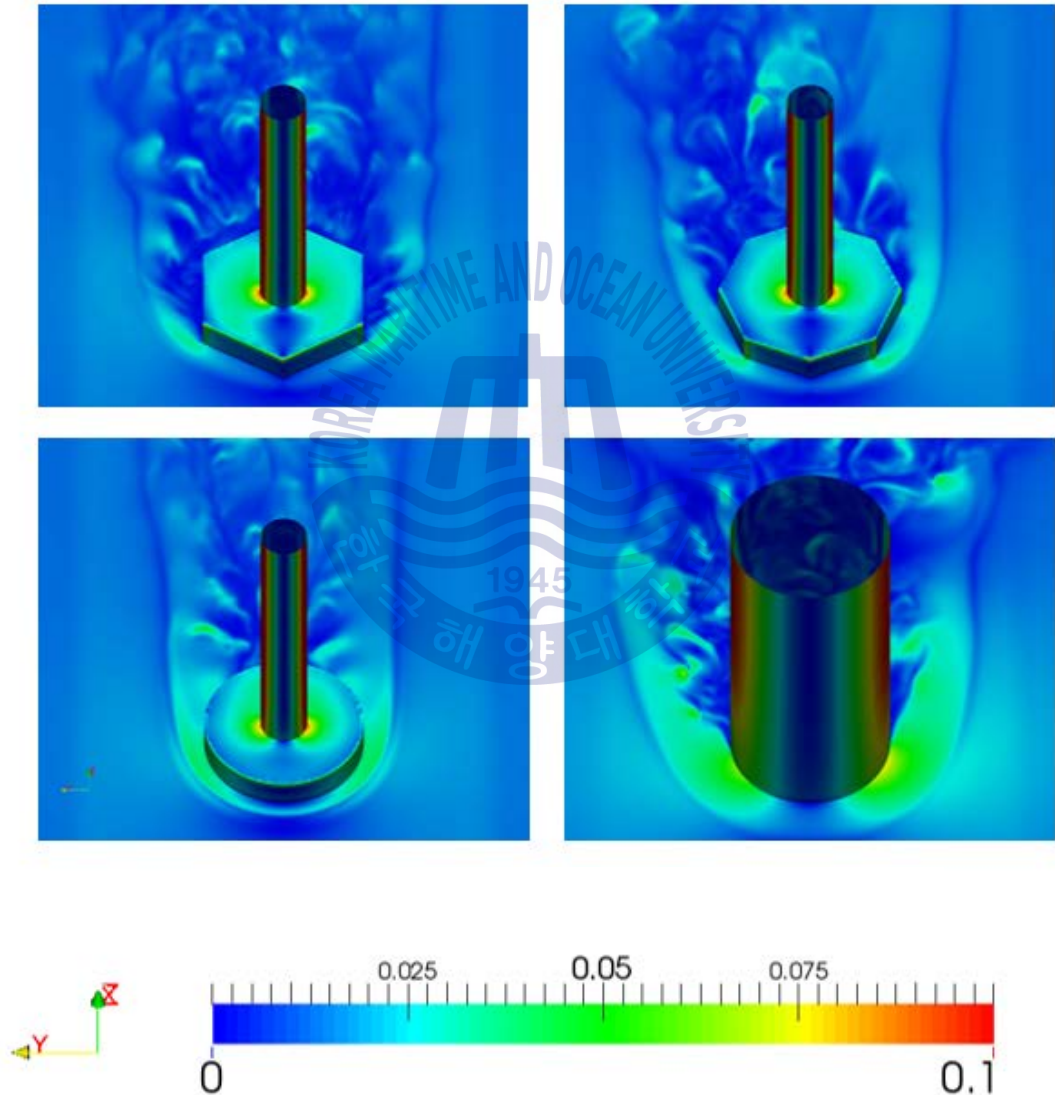 KOREA MARITIME AND OCEAN UNIVERSITY
1945
한국해양대학교
0.025 0.05 0.075
0 0.1
Z
X
Y